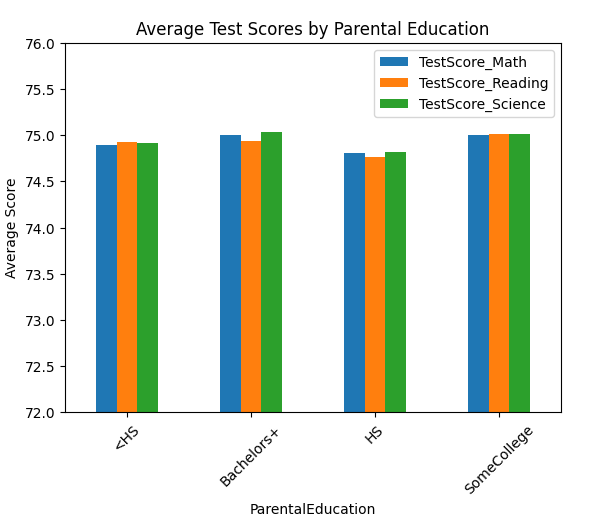 Average Test Scores by Parental Education
TestScore_Math
TestScore_Reading
TestScore_Science
Average Score
76.0
75.5
75.0
74.5
74.0
73.5
73.0
72.5
72.0
<HS
Bachelors+
HS
SomeCollege
ParentalEducation